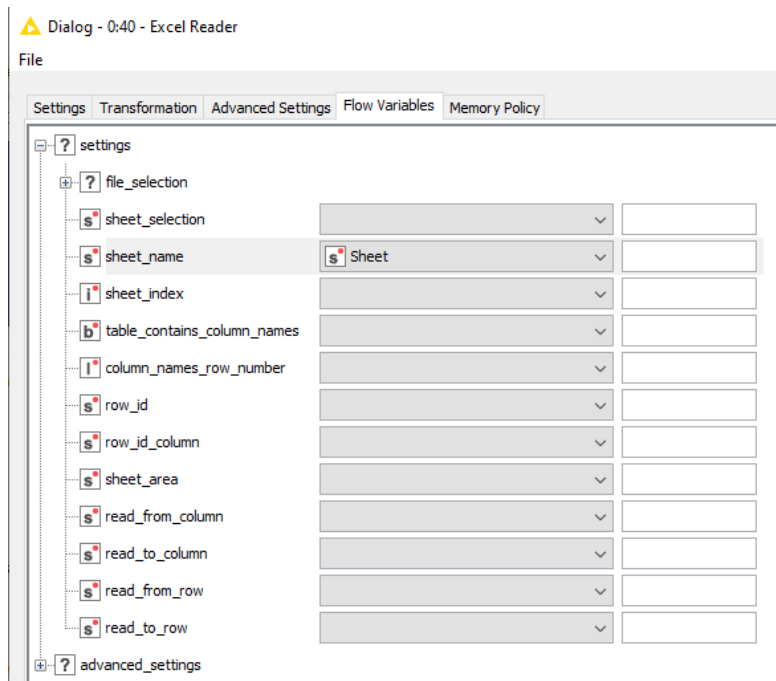 Dialog - 0:40 - Excel Reader
File
Settings Transformation Advanced Settings Flow Variables Memory Policy
? settings
? file_selection
s sheet_selection
s sheet_name s Sheet
i sheet_index
b table_contains_column_names
l column_names_row_number
s row_id
s row_id_column
s sheet_area
s read_from_column
s read_to_column
s read_from_row
s read_to_row
? advanced_settings